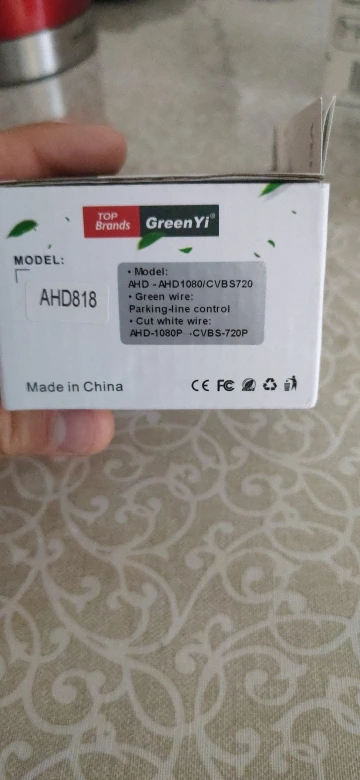 TOP
Brands
GreenYi®
MODEL:
AHD818
• Model:
AHD - AHD1080/CVBS720
• Green wire:
Parking-line control
• Cut white wire:
AHD-1080P→CVBS-720P
Made in China
CE FC